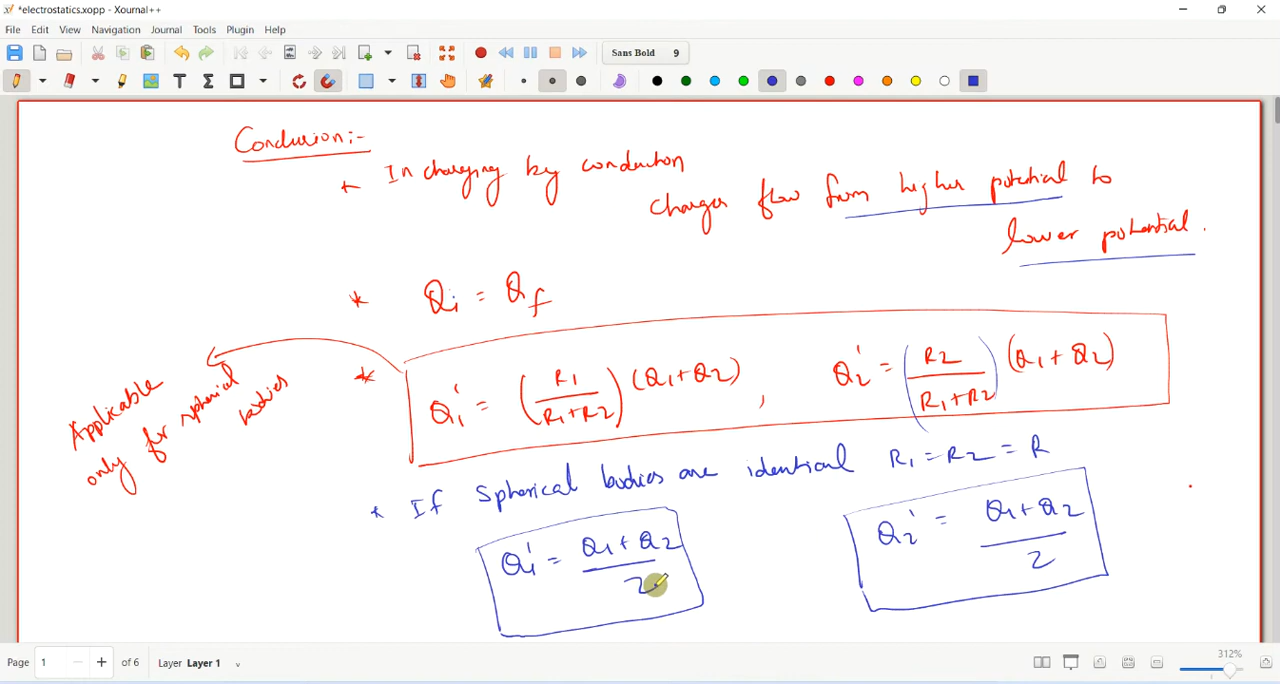 *electrostatics.xopp - Xournal++
File Edit View Navigation Journal Tools Plugin Help
Sans Bold 9
Conclusion:-
* In charging by conduction
charges flow from higher potential to
lower potential.
* Qi = Qf
* Q1' = (R1/(R1+R2)) (Q1+Q2) , Q2' = (R2/(R1+R2)) (Q1+Q2)
Applicable
only for spherical
bodies
* If Spherical bodies are identical R1 = R2 = R
Q1' = (Q1+Q2)/2 Q2' = (Q1+Q2)/2
Page 1 of 6 Layer Layer 1 312%